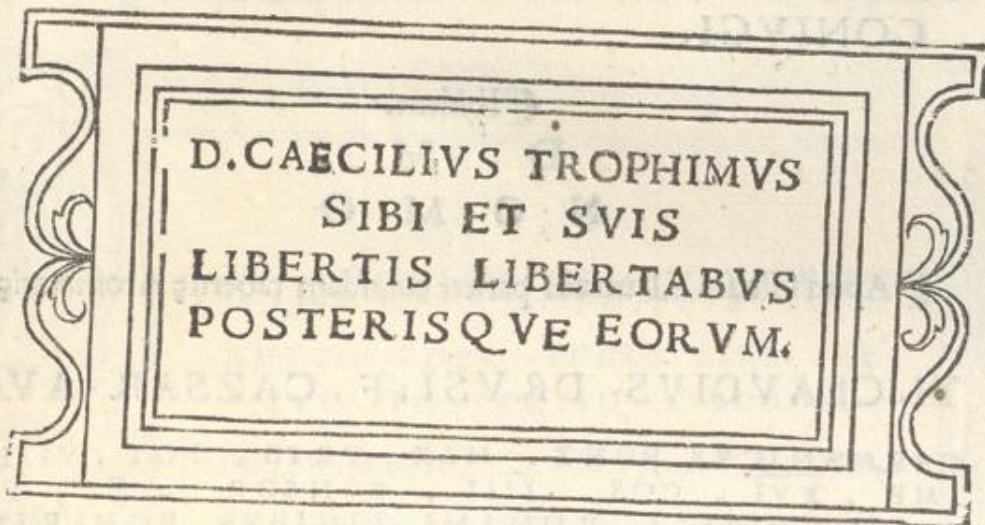 D.CAECILIVS TROPHIMVS
SIBI ET SVIS
LIBERTIS LIBERTABVS
POSTERISQVE EORVM.